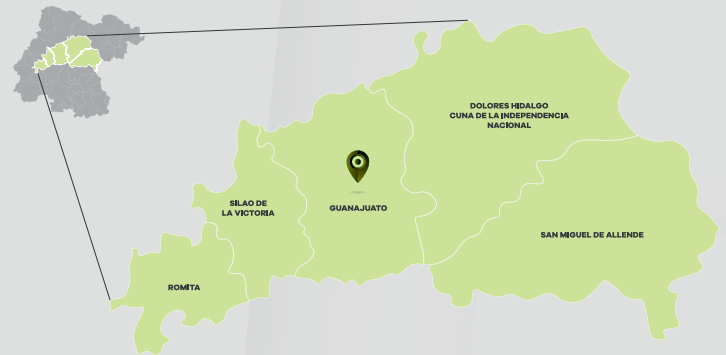 DOLORES HIDALGO
CUNA DE LA INDEPENDENCIA
NACIONAL
SILAO DE
LA VICTORIA
GUANAJUATO
SAN MIGUEL DE ALLENDE
ROMITA